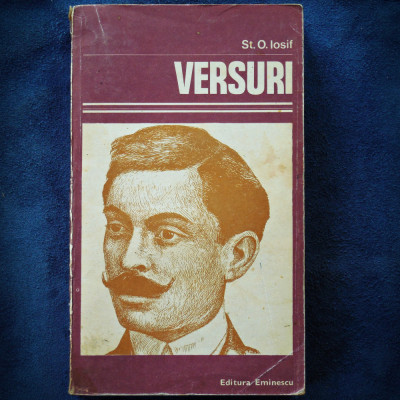 St. O. Iosif
VERSURI
Editura Eminescu